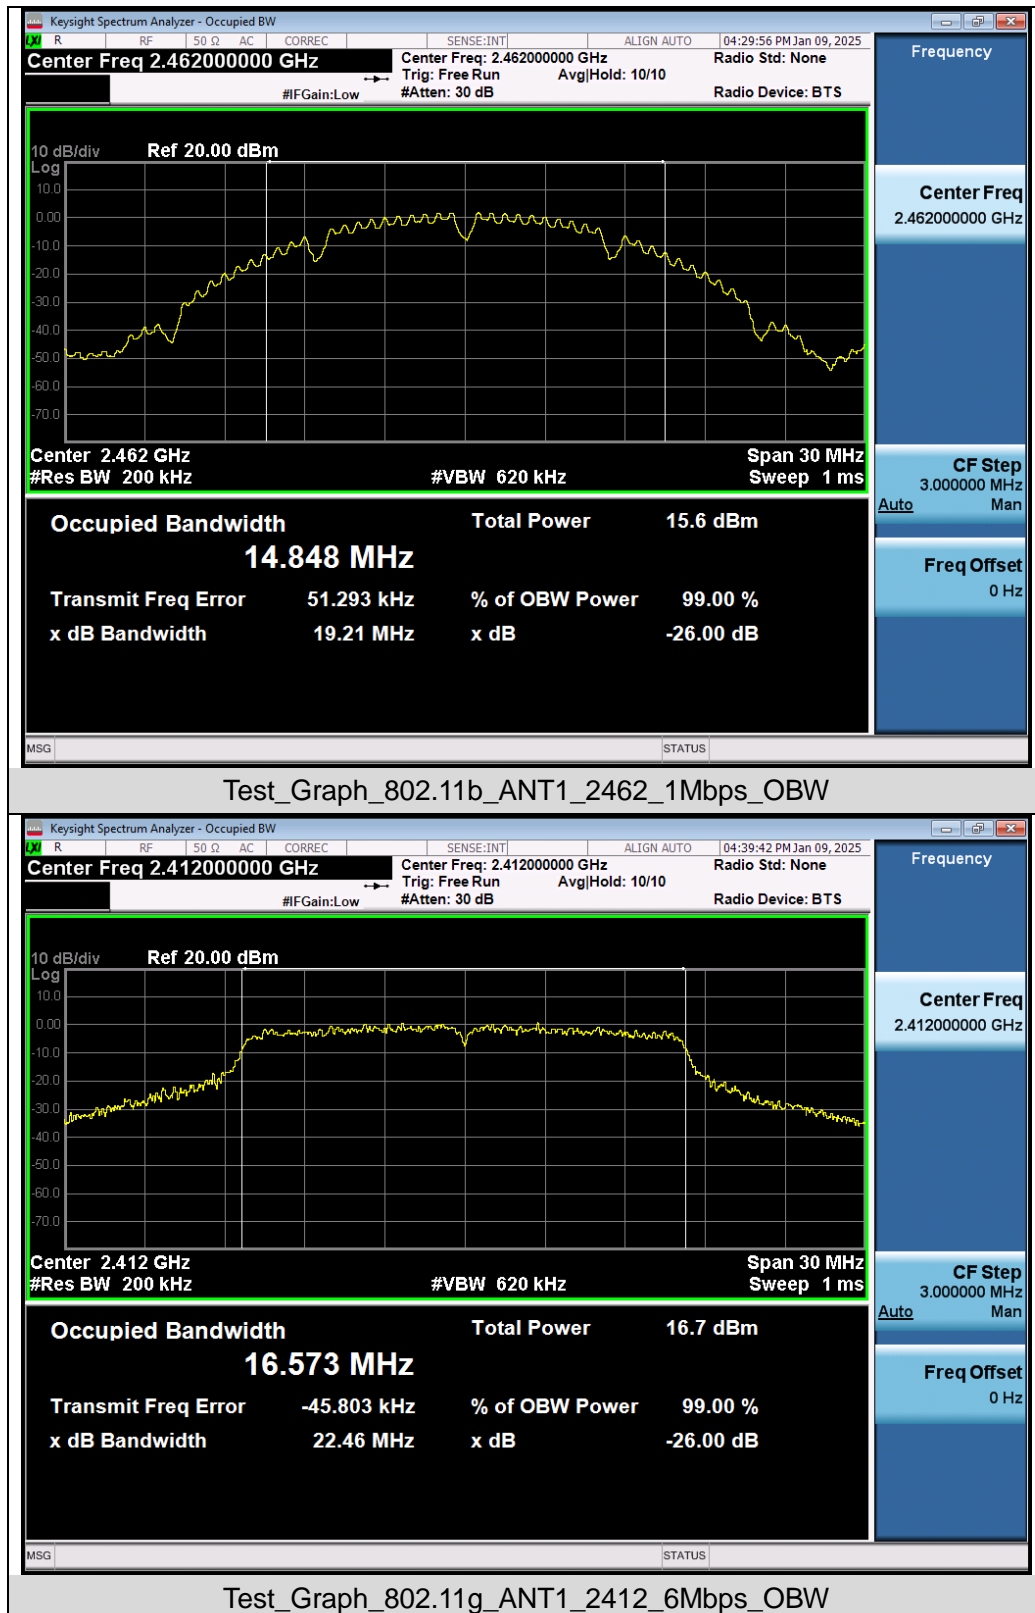 Keysight Spectrum Analyzer - Occupied BW
LXI R RF 50 Ω AC CORREC SENSE:INT ALIGN AUTO 04:29:56 PM Jan 09, 2025
Center Freq 2.462000000 GHz Center Freq: 2.462000000 GHz Radio Std: None Frequency
Trig: Free Run Avg|Hold: 10/10
#IFGain:Low #Atten: 30 dB Radio Device: BTS
10 dB/div Ref 20.00 dBm
Log
10.0
0.00
-10.0
-20.0
-30.0
-40.0
-50.0
-60.0
-70.0
Center Freq
2.462000000 GHz
Center 2.462 GHz Span 30 MHz
#Res BW 200 kHz #VBW 620 kHz Sweep 1 ms
CF Step
3.000000 MHz
Auto Man
Occupied Bandwidth Total Power 15.6 dBm
14.848 MHz
Freq Offset
0 Hz
Transmit Freq Error 51.293 kHz % of OBW Power 99.00 %
x dB Bandwidth 19.21 MHz x dB -26.00 dB
MSG STATUS
Test_Graph_802.11b_ANT1_2462_1Mbps_OBW
Keysight Spectrum Analyzer - Occupied BW
LXI R RF 50 Ω AC CORREC SENSE:INT ALIGN AUTO 04:39:42 PM Jan 09, 2025
Center Freq 2.412000000 GHz Center Freq: 2.412000000 GHz Radio Std: None Frequency
Trig: Free Run Avg|Hold: 10/10
#IFGain:Low #Atten: 30 dB Radio Device: BTS
10 dB/div Ref 20.00 dBm
Log
10.0
0.00
-10.0
-20.0
-30.0
-40.0
-50.0
-60.0
-70.0
Center Freq
2.412000000 GHz
Center 2.412 GHz Span 30 MHz
#Res BW 200 kHz #VBW 620 kHz Sweep 1 ms
CF Step
3.000000 MHz
Auto Man
Occupied Bandwidth Total Power 16.7 dBm
16.573 MHz
Freq Offset
0 Hz
Transmit Freq Error -45.803 kHz % of OBW Power 99.00 %
x dB Bandwidth 22.46 MHz x dB -26.00 dB
MSG STATUS
Test_Graph_802.11g_ANT1_2412_6Mbps_OBW